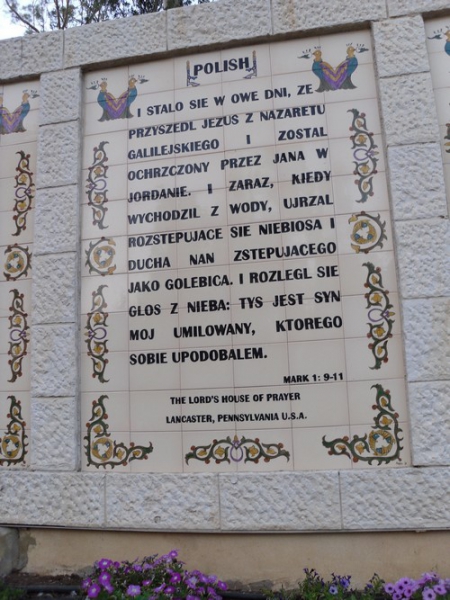 POLISH
I STALO SIE W OWE DNI, ZE
PRZYSZEDL JEZUS Z NAZARETU
GALILEJSKIEGO I ZOSTAL
OCHRZCZONY PRZEZ JANA W
JORDANIE. I ZARAZ, KIEDY
WYCHODZIL Z WODY, UJRZAL
ROZSTEPUJACE SIE NIEBIOSA I
DUCHA NAN ZSTEPUJACEGO
JAKO GOLEBICA. I ROZLEGL SIE
GLOS Z NIEBA: TYS JEST SYN
MOJ UMILOWANY, KTOREGO
SOBIE UPODOBALEM.
MARK 1: 9-11
THE LORD'S HOUSE OF PRAYER
LANCASTER, PENNSYLVANIA U.S.A.